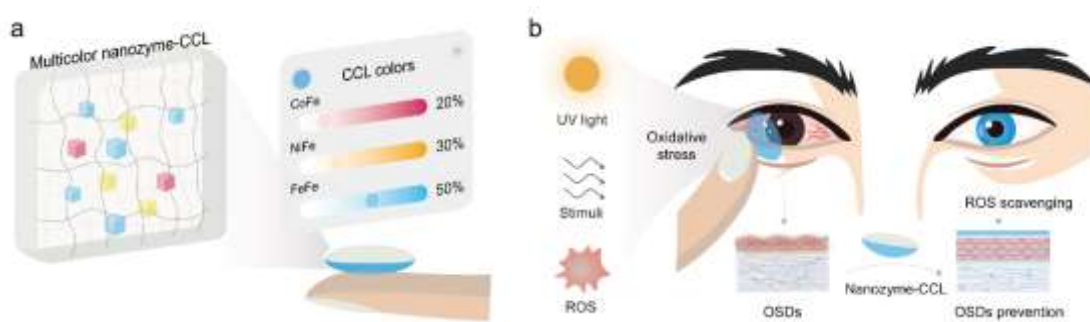 a
Multicolor nanozyme-CCL
CCL colors
CoFe
20%
NiFe
30%
FeFe
50%
b
UV light
Stimuli
ROS
Oxidative
stress
OSDs
Nanozyme-CCL
ROS scavenging
OSDs prevention